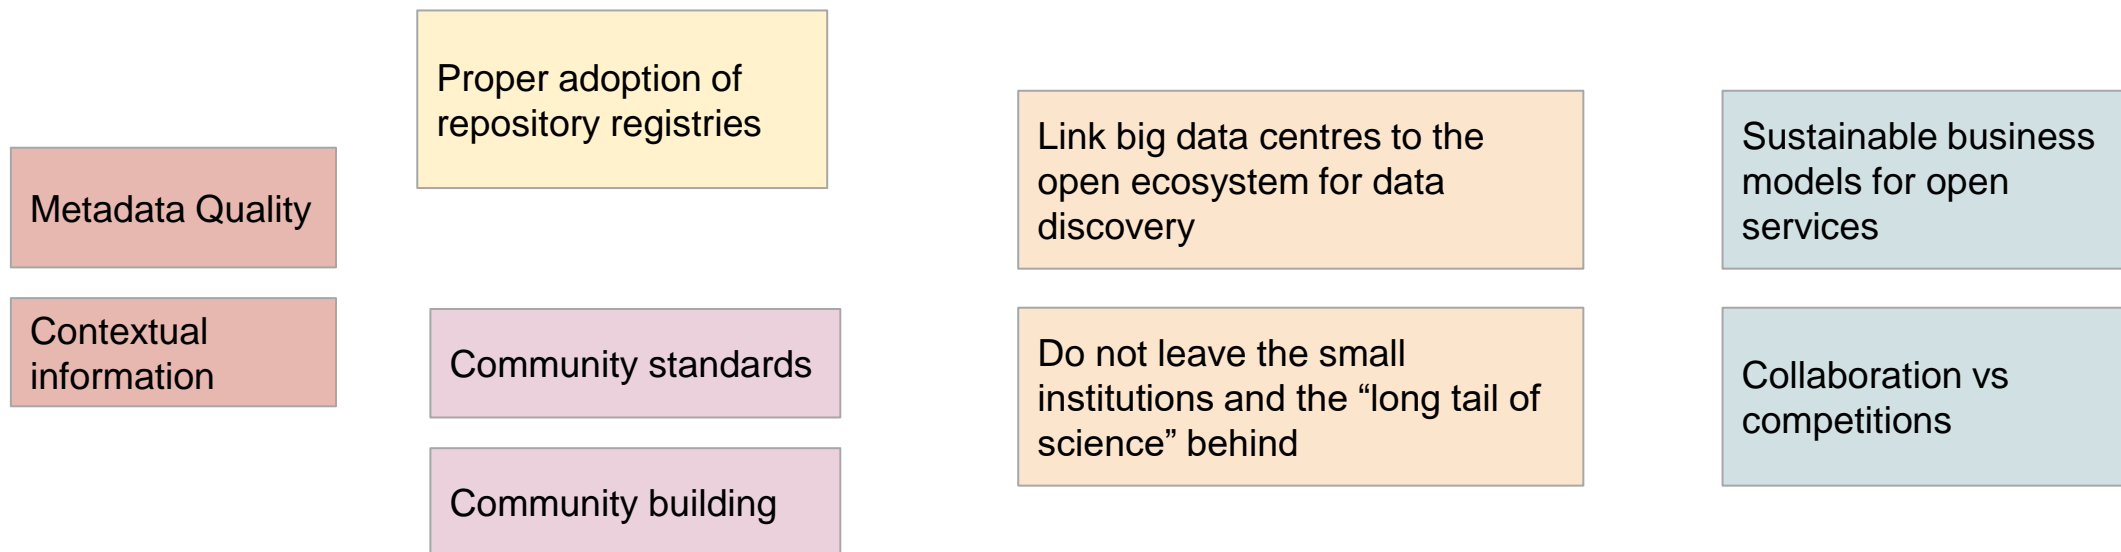 Metadata Quality
Contextual
information
Proper adoption of
repository registries
Community standards
Community building
Link big data centres to the
open ecosystem for data
discovery
Do not leave the small
institutions and the “long tail of
science” behind
Sustainable business
models for open
services
Collaboration vs
competitions